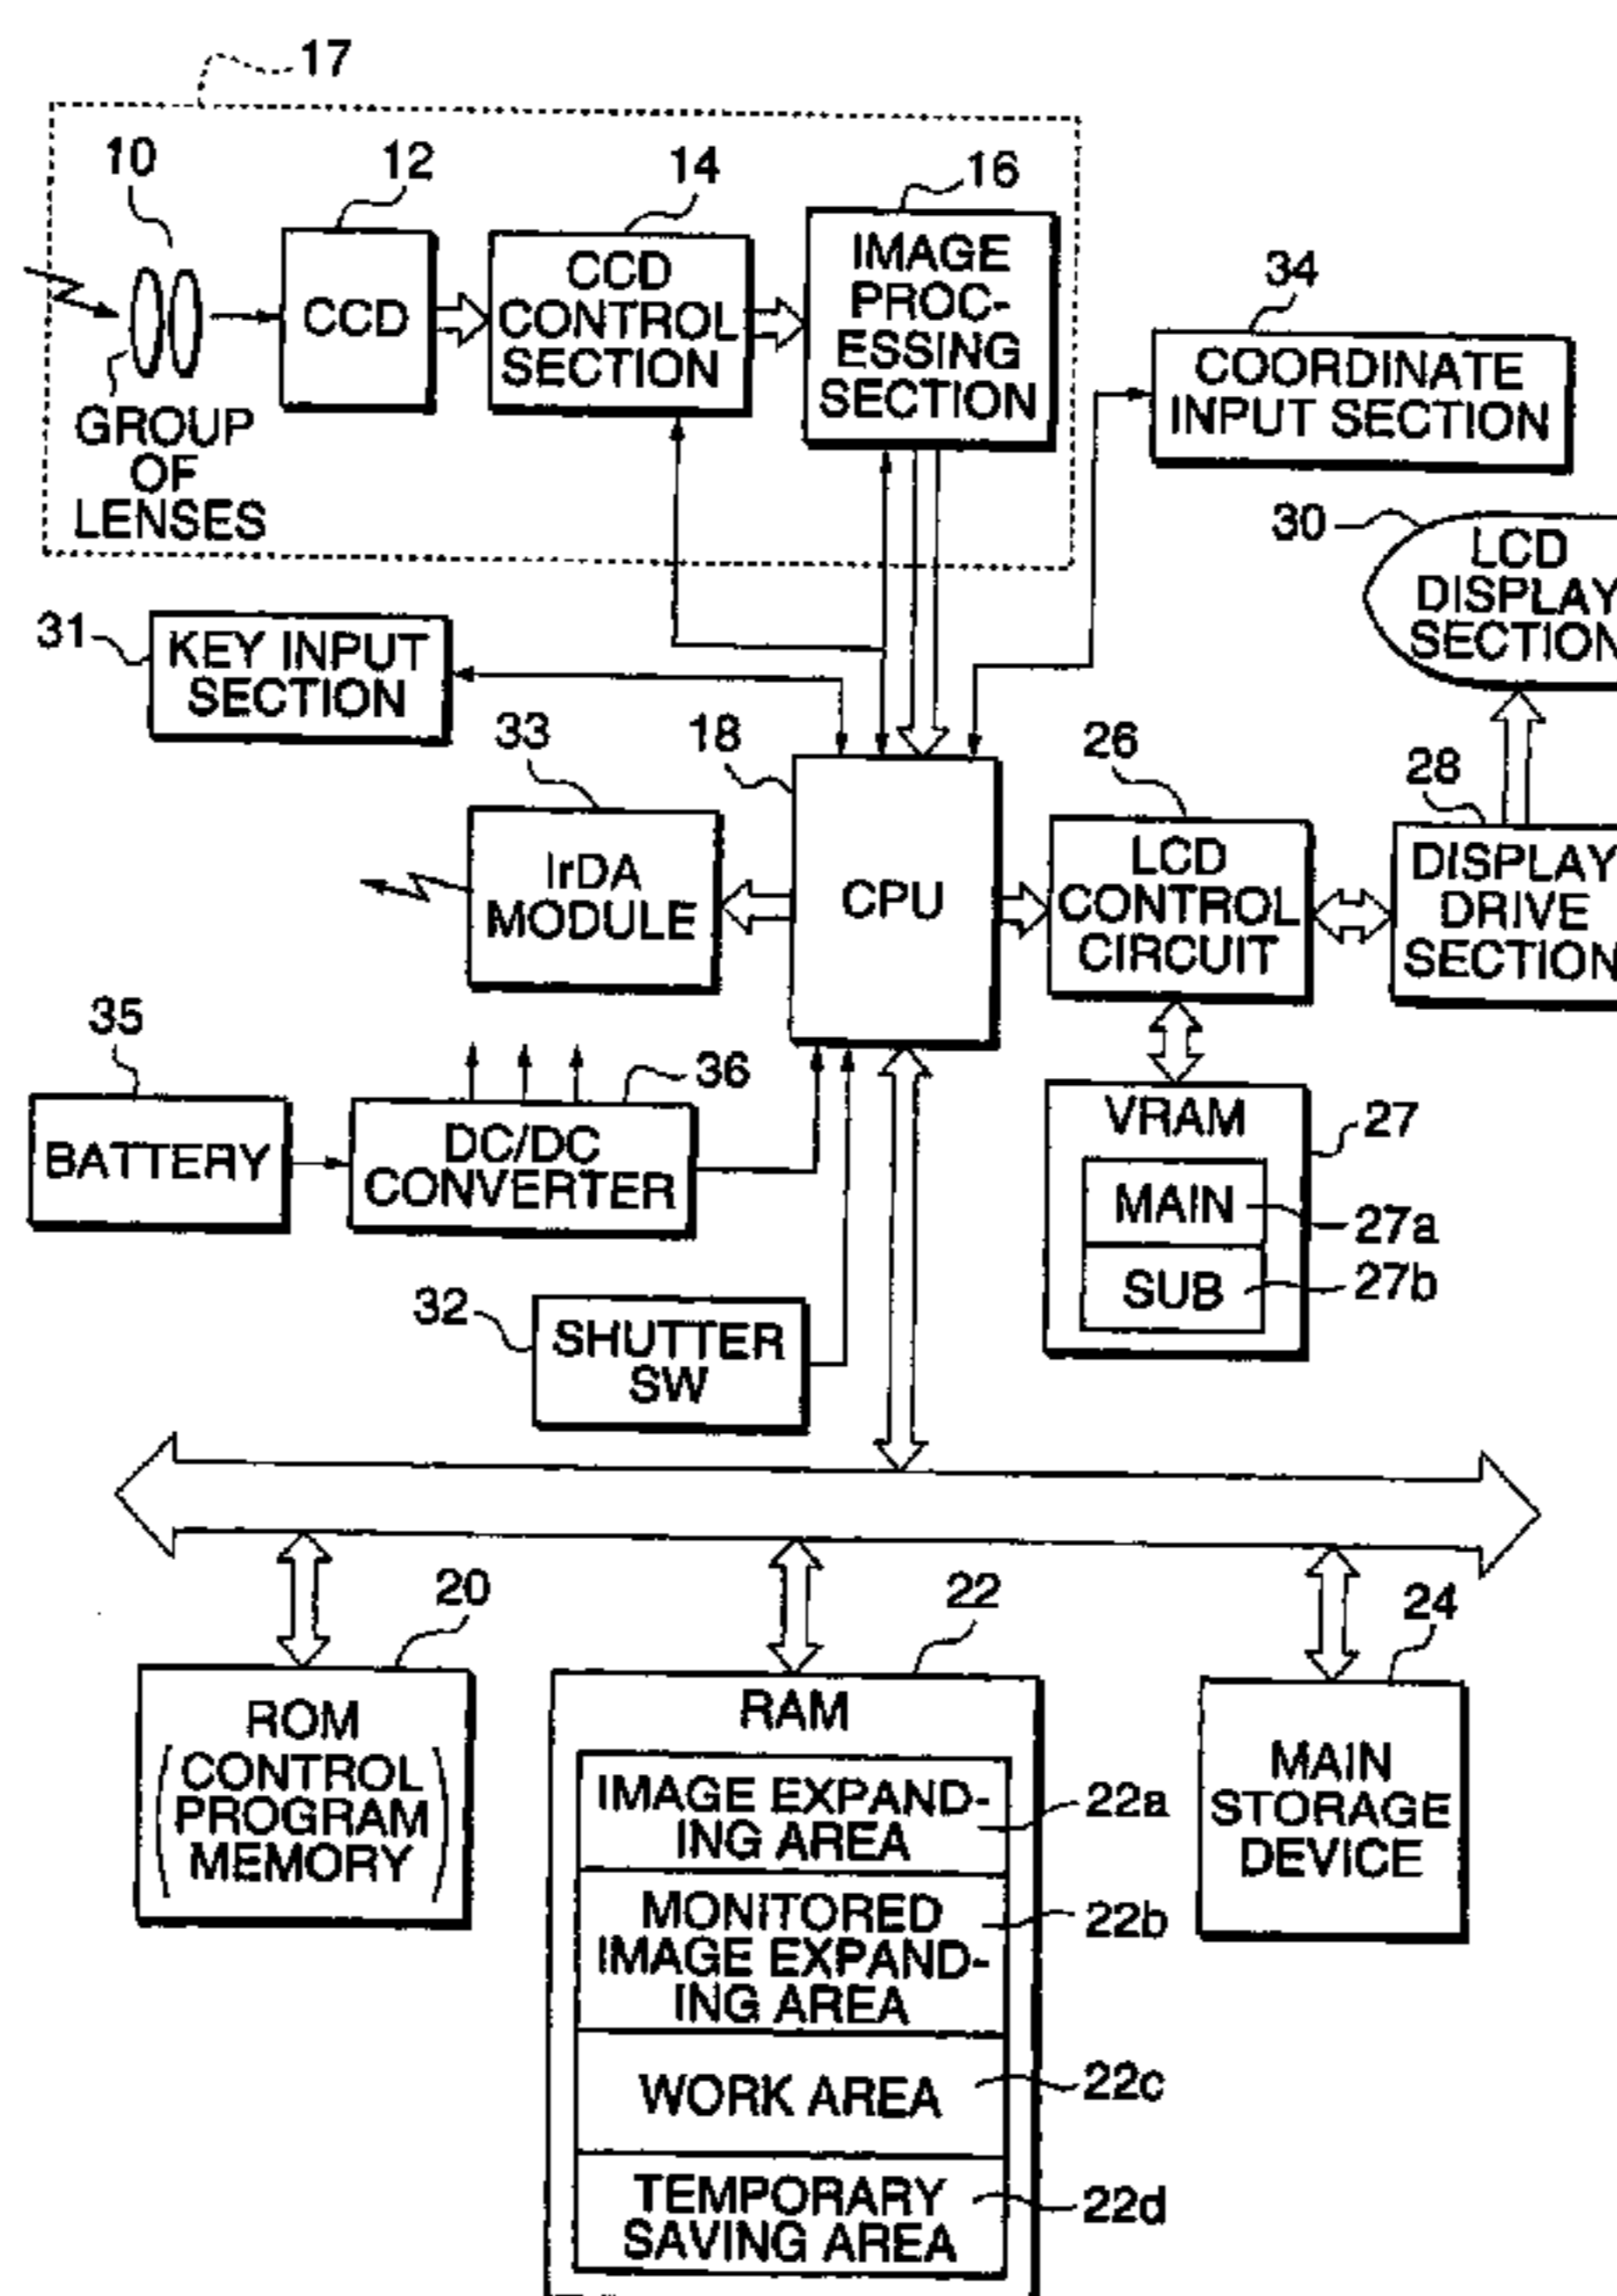 17
10
12
14
16
CCD
CCD
CONTROL
SECTION
IMAGE
PROC-
ESSING
SECTION
GROUP
OF
LENSES
34
COORDINATE
INPUT SECTION
30
LCD
DISPLAY
SECTION
31
KEY INPUT
SECTION
33
IrDA
MODULE
18
CPU
26
LCD
CONTROL
CIRCUIT
28
DISPLAY
DRIVE
SECTION
35
BATTERY
36
DC/DC
CONVERTER
VRAM
27
MAIN
27a
SUB
27b
32
SHUTTER
SW
20
ROM
CONTROL
PROGRAM
MEMORY
22
RAM
IMAGE EXPAND-
ING AREA
22a
MONITORED
IMAGE EXPAND-
ING AREA
22b
WORK AREA
22c
TEMPORARY
SAVING AREA
22d
24
MAIN
STORAGE
DEVICE